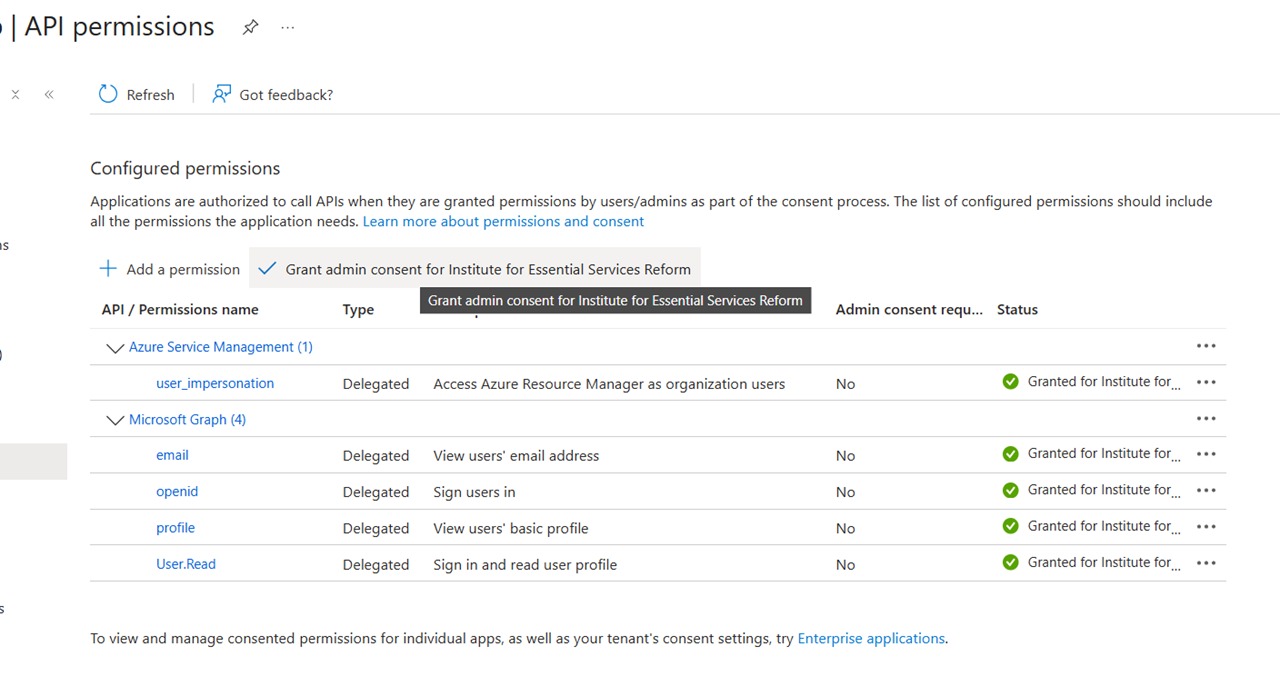 | API permissions
Refresh
Got feedback?
Configured permissions
Applications are authorized to call APIs when they are granted permissions by users/admins as part of the consent process. The list of configured permissions should include
all the permissions the application needs. Learn more about permissions and consent
Add a permission
Grant admin consent for Institute for Essential Services Reform
Grant admin consent for Institute for Essential Services Reform
API / Permissions name Type Admin consent requ... Status
Azure Service Management (1)
user_impersonation Delegated Access Azure Resource Manager as organization users No Granted for Institute for...
Microsoft Graph (4)
email Delegated View users' email address No Granted for Institute for...
openid Delegated Sign users in No Granted for Institute for...
profile Delegated View users' basic profile No Granted for Institute for...
User.Read Delegated Sign in and read user profile No Granted for Institute for...
To view and manage consented permissions for individual apps, as well as your tenant's consent settings, try Enterprise applications.